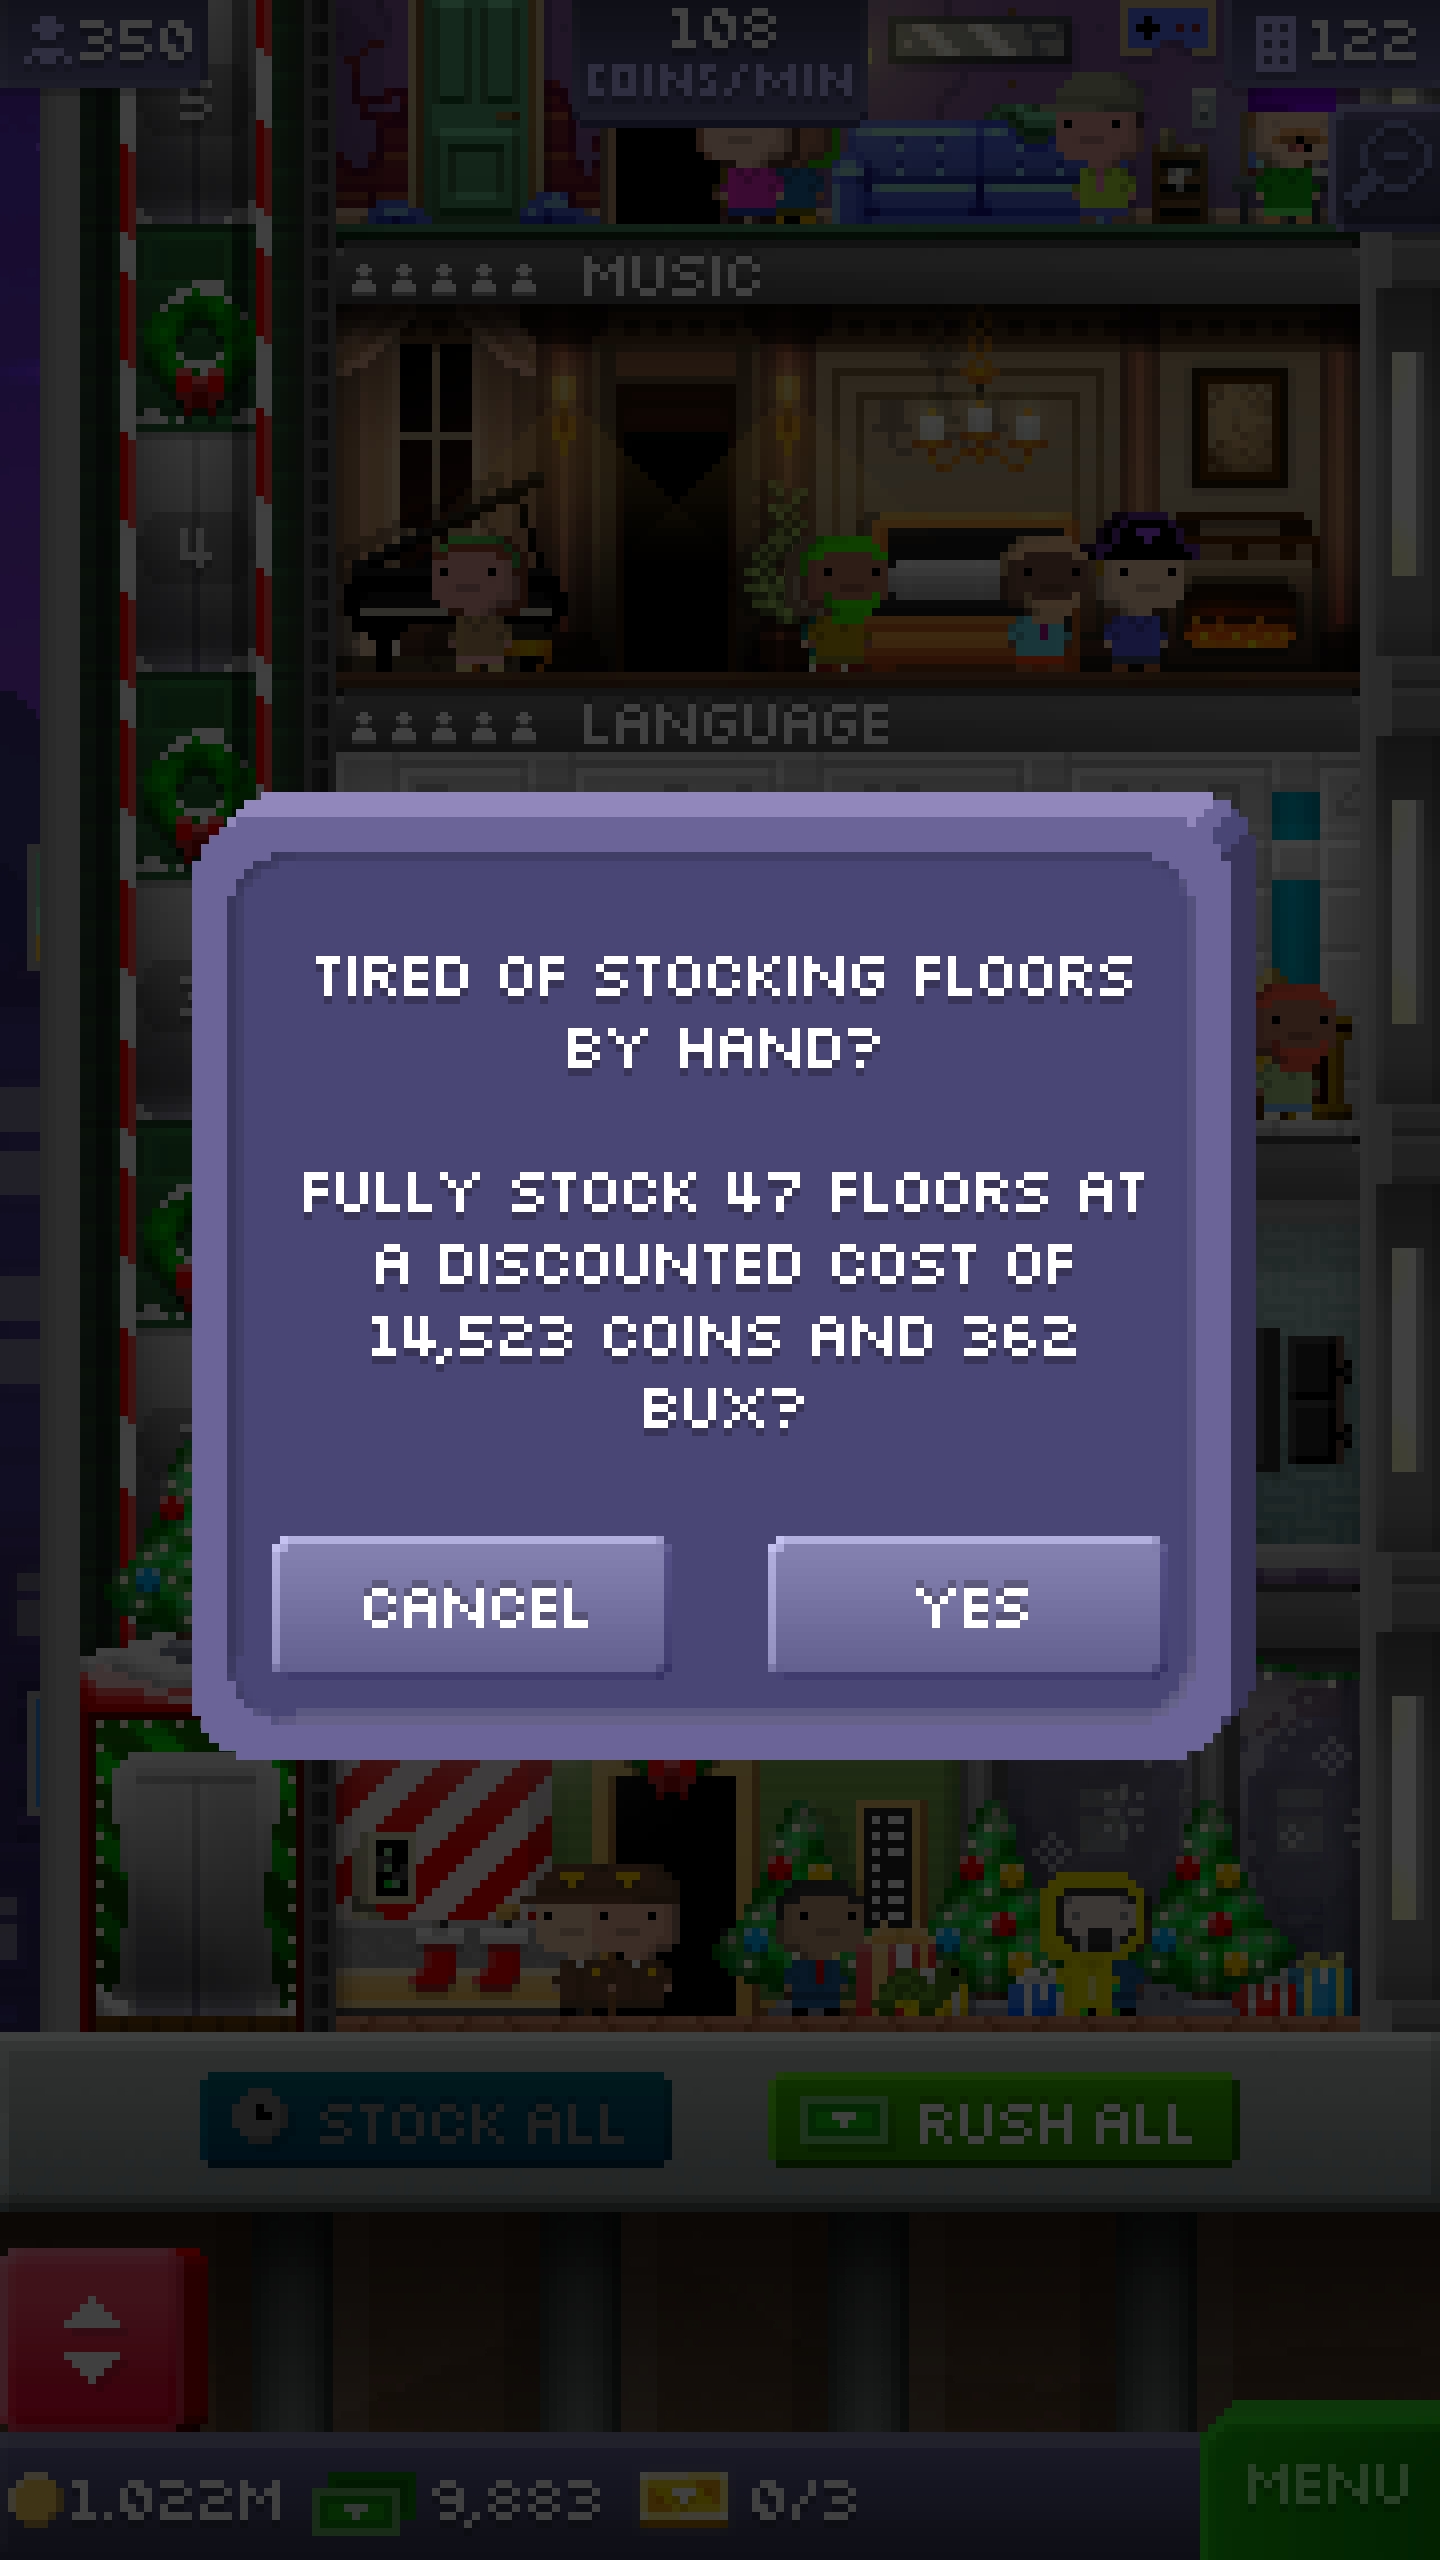 350
108
COINS/MIN
122
5
MUSIC
4
LANGUAGE
TIRED OF STOCKING FLOORS
BY HAND?
FULLY STOCK 47 FLOORS AT
A DISCOUNTED COST OF
14,523 COINS AND 362
BUX?
CANCEL
YES
STOCK ALL
RUSH ALL
1.022M
9,883
0/3
MENU